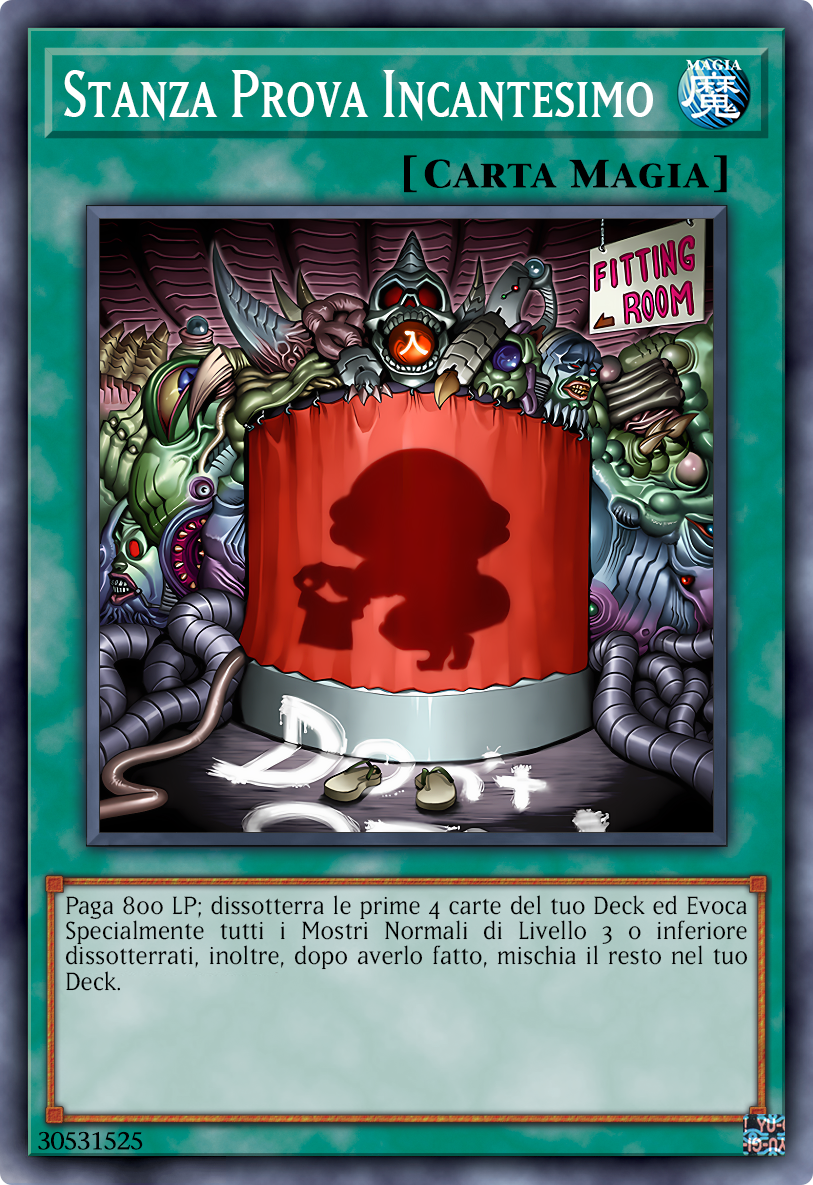 Stanza Prova Incantesimo
MAGIA
魔
[Carta Magia]
FITTING
ROOM
入
Don't
Paga 800 LP; dissotterra le prime 4 carte del tuo Deck ed Evoca
Specialmente tutti i Mostri Normali di Livello 3 o inferiore
dissotterrati, inoltre, dopo averlo fatto, mischia il resto nel tuo
Deck.
30531525